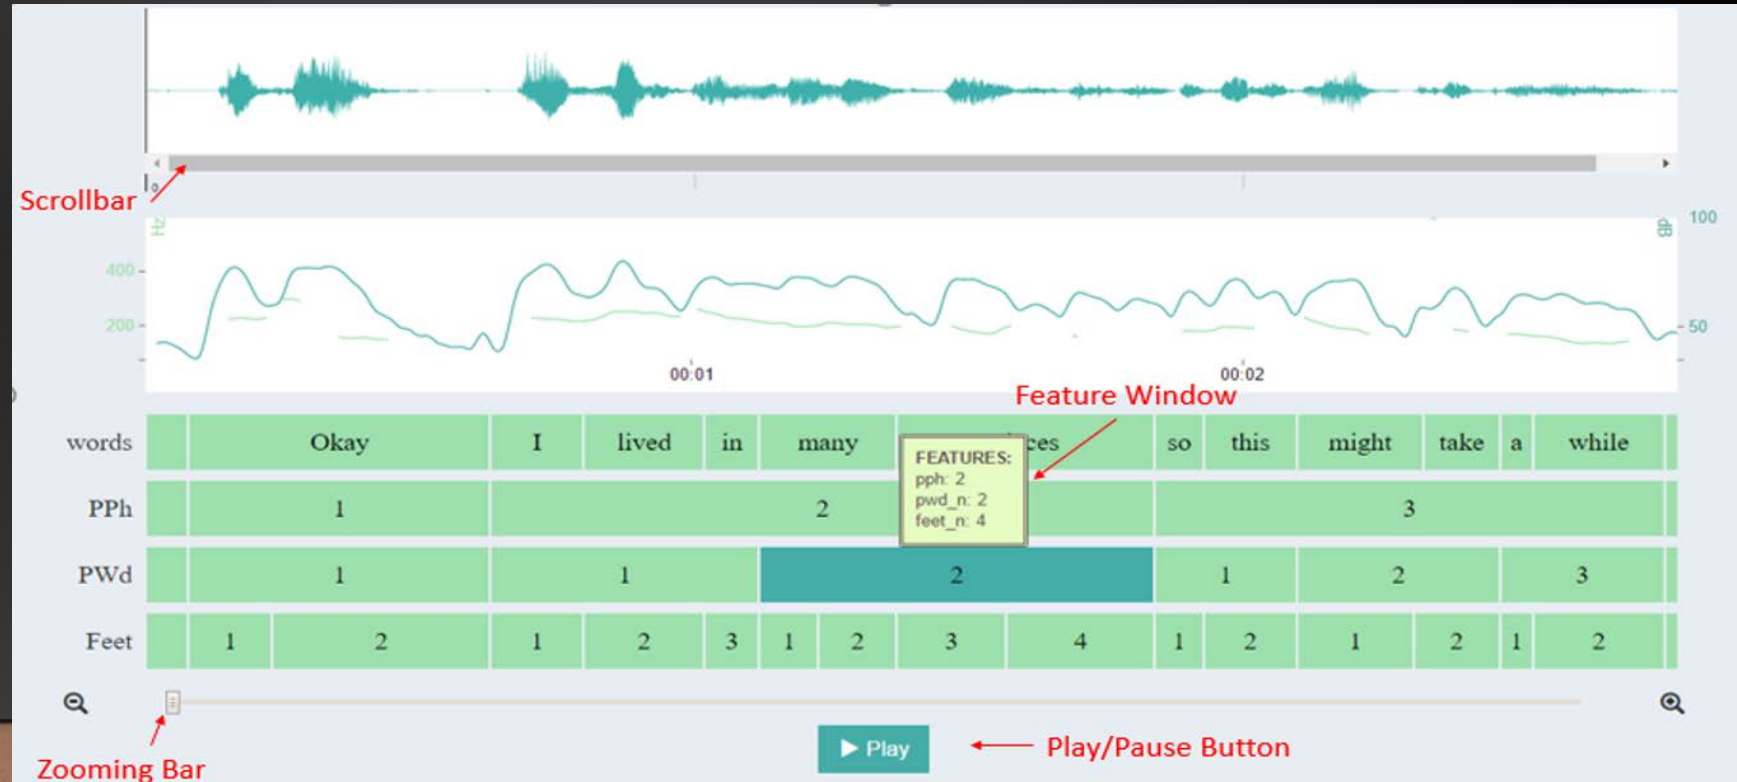 Scrollbar
0
Hz
dB
100
400
200
50
00:01
00:02
Feature Window
words Okay I lived in many ces so this might take a while
FEATURES:
pph: 2
pwd_n: 2
feet_n: 4
PPh 1 2 3
PWd 1 1 2 1 2 3
Feet 1 2 1 2 3 1 2 3 4 1 2 1 2 1 2
Play
Play/Pause Button
Zooming Bar